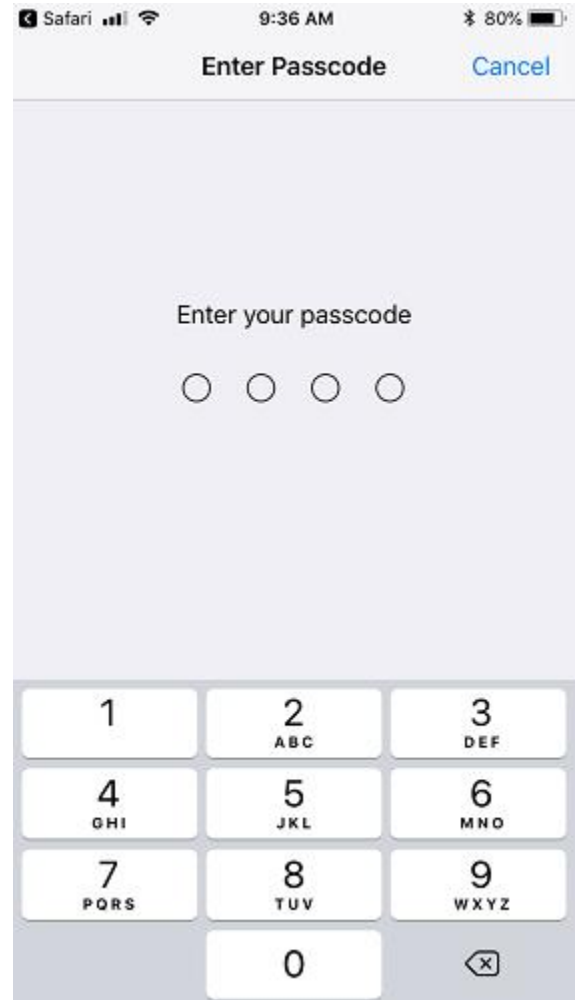 Safari 9:36 AM 80%
Enter Passcode Cancel
Enter your passcode
1 2 3
ABC DEF
4 5 6
GHI JKL MNO
7 8 9
PQRS TUV WXYZ
0